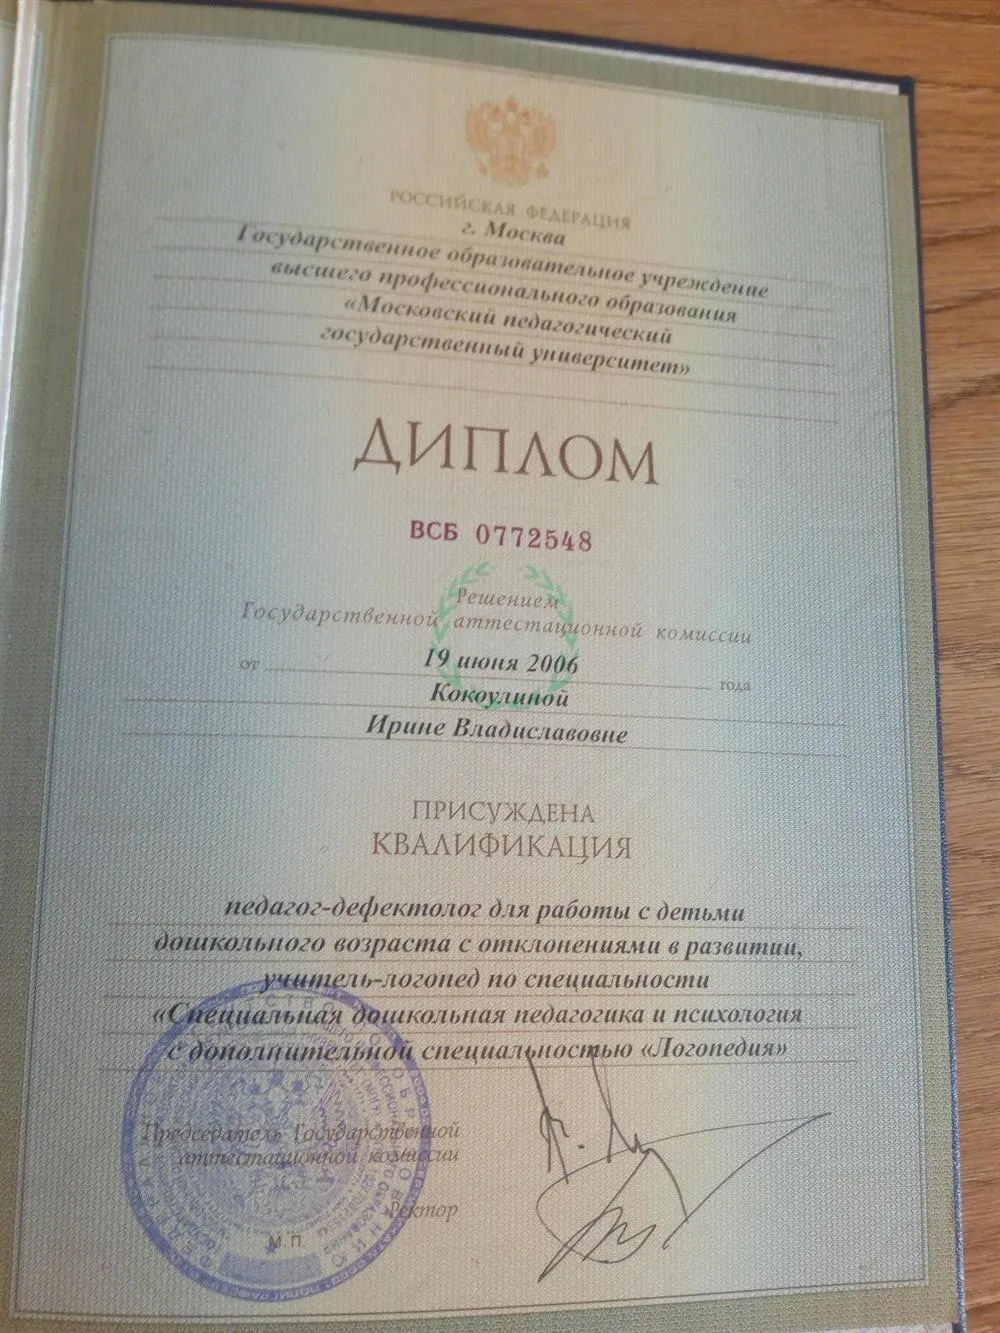 РОССИЙСКАЯ ФЕДЕРАЦИЯ
г. Москва
Государственное образовательное учреждение
высшего профессионального образования
«Московский педагогический
государственный университет»
ДИПЛОМ
ВСБ 0772548
Решением
Государственной аттестационной комиссии
от 19 июня 2006 года
Кокоулиной
Ирине Владиславовне
ПРИСУЖДЕНА
КВАЛИФИКАЦИЯ
педагог-дефектолог для работы с детьми
дошкольного возраста с отклонениями в развитии,
учитель-логопед по специальности
«Специальная дошкольная педагогика и психология
с дополнительной специальностью «Логопедия»
Председатель Государственной
аттестационной комиссии
Ректор
М.П.